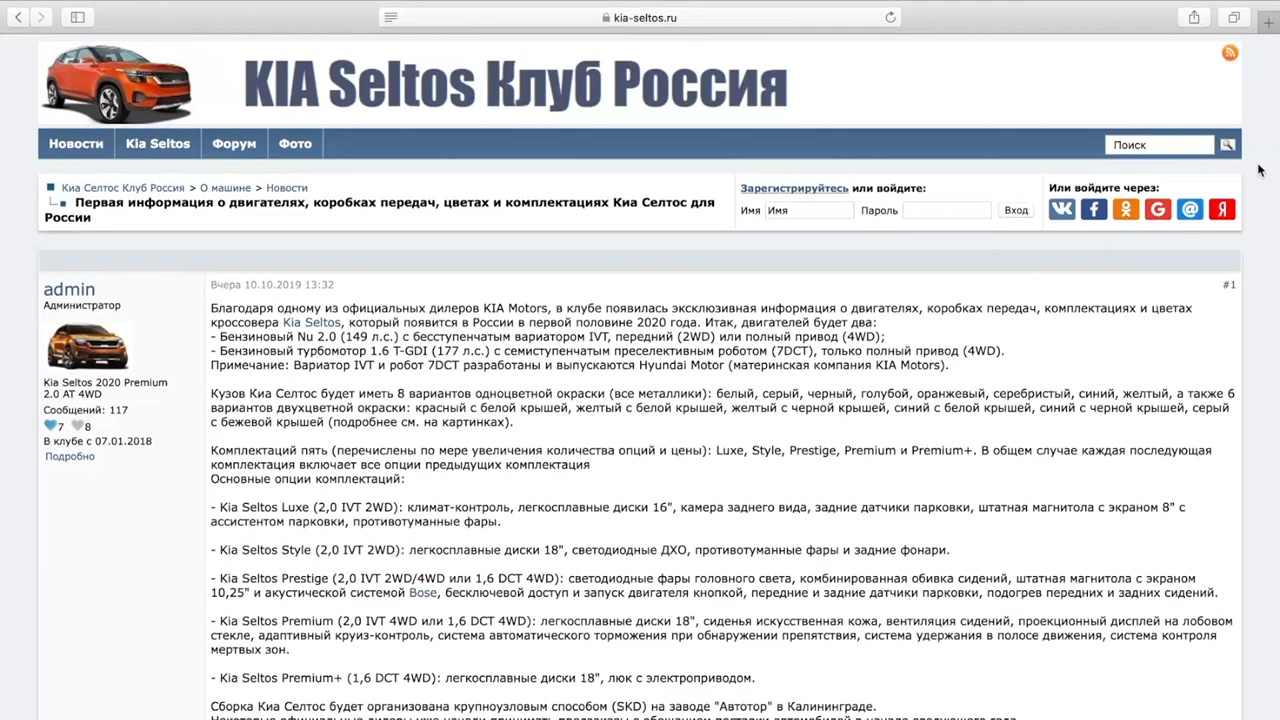 kia-seltos.ru
KIA Seltos Клуб Россия
Новости Kia Seltos Форум Фото Поиск
Киа Селтос Клуб Россия > О машине > Новости
Первая информация о двигателях, коробках передач, цветах и комплектациях Киа Селтос для
России
Зарегистрируйтесь или войдите:
Имя Имя Пароль Вход
Или войдите через:
admin
Администратор
Kia Seltos 2020 Premium
2.0 AT 4WD
Сообщений: 117
7 8
В клубе с 07.01.2018
Подробно
Вчера 10.10.2019 13:32 #1
Благодаря одному из официальных дилеров KIA Motors, в клубе появилась эксклюзивная информация о двигателях, коробках передач, комплектациях и цветах
кроссовера Kia Seltos, который появится в России в первой половине 2020 года. Итак, двигателей будет два:
- Бензиновый Nu 2.0 (149 л.с.) с бесступенчатым вариатором IVT, передний (2WD) или полный привод (4WD);
- Бензиновый турбомотор 1.6 T-GDI (177 л.с.) с семиступенчатым преселективным роботом (7DCT), только полный привод (4WD).
Примечание: Вариатор IVT и робот 7DCT разработаны и выпускаются Hyundai Motor (материнская компания KIA Motors).
Кузов Киа Селтос будет иметь 8 вариантов одноцветной окраски (все металлики): белый, серый, черный, голубой, оранжевый, серебристый, синий, желтый, а также 6
вариантов двухцветной окраски: красный с белой крышей, желтый с белой крышей, желтый с черной крышей, синий с белой крышей, синий с черной крышей, серый
с бежевой крышей (подробнее см. на картинках).
Комплектаций пять (перечислены по мере увеличения количества опций и цены): Luxe, Style, Prestige, Premium и Premium+. В общем случае каждая последующая
комплектация включает все опции предыдущих комплектация
Основные опции комплектаций:
- Kia Seltos Luxe (2,0 IVT 2WD): климат-контроль, легкосплавные диски 16", камера заднего вида, задние датчики парковки, штатная магнитола с экраном 8" с
ассистентом парковки, противотуманные фары.
- Kia Seltos Style (2,0 IVT 2WD): легкосплавные диски 18", светодиодные ДХО, противотуманные фары и задние фонари.
- Kia Seltos Prestige (2,0 IVT 2WD/4WD или 1,6 DCT 4WD): светодиодные фары головного света, комбинированная обивка сидений, штатная магнитола с экраном
10,25" и акустической системой Bose, бесключевой доступ и запуск двигателя кнопкой, передние и задние датчики парковки, подогрев передних и задних сидений.
- Kia Seltos Premium (2,0 IVT 4WD или 1,6 DCT 4WD): легкосплавные диски 18", сиденья искусственная кожа, вентиляция сидений, проекционный дисплей на лобовом
стекле, адаптивный круиз-контроль, система автоматического торможения при обнаружении препятствия, система удержания в полосе движения, система контроля
мертвых зон.
- Kia Seltos Premium+ (1,6 DCT 4WD): легкосплавные диски 18", люк с электроприводом.
Сборка Киа Селтос будет организована крупноузловым способом (SKD) на заводе "Автотор" в Калининграде.
Некоторые официальные дилеры уже начали принимать предзаказы с обещанием поставки автомобилей в начале следующего года.